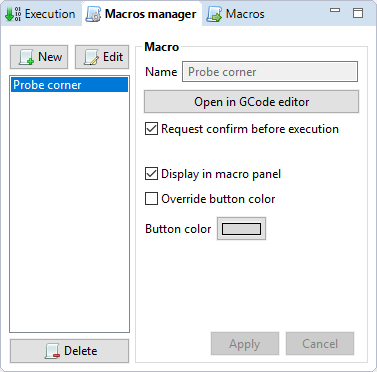 Execution
Macros manager
Macros
New
Edit
Probe corner
Delete
Macro
Name
Probe corner
Open in GCode editor
Request confirm before execution
Display in macro panel
Override button color
Button color
Apply
Cancel